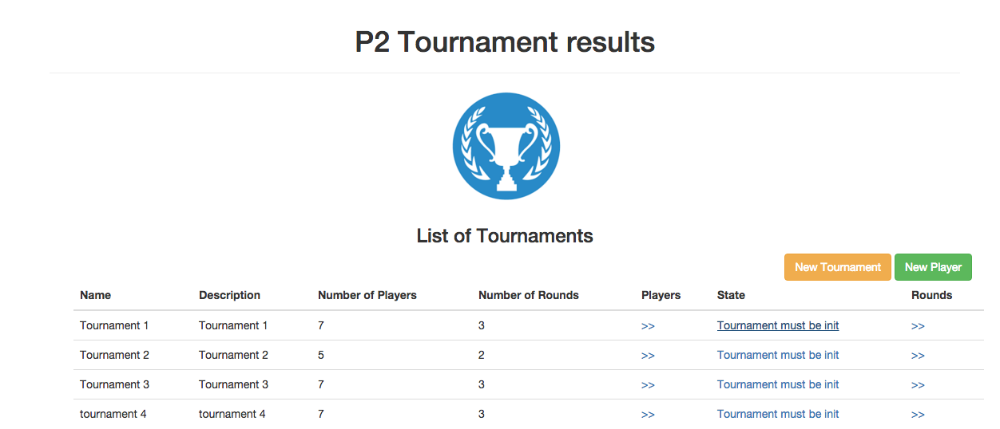 P2 Tournament results
List of Tournaments
New Tournament New Player
Name Description Number of Players Number of Rounds Players State Rounds
Tournament 1 Tournament 1 7 3 >> Tournament must be init >>
Tournament 2 Tournament 2 5 2 >> Tournament must be init >>
Tournament 3 Tournament 3 7 3 >> Tournament must be init >>
tournament 4 tournament 4 7 3 >> Tournament must be init >>